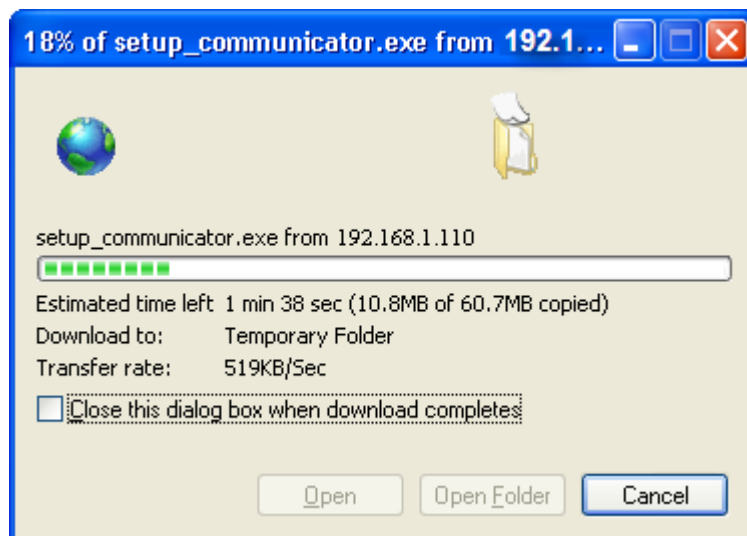 18% of setup_communicator.exe from 192.1...
setup_communicator.exe from 192.168.1.110
Estimated time left 1 min 38 sec (10.8MB of 60.7MB copied)
Download to: Temporary Folder
Transfer rate: 519KB/Sec
Close this dialog box when download completes
Open Open Folder Cancel